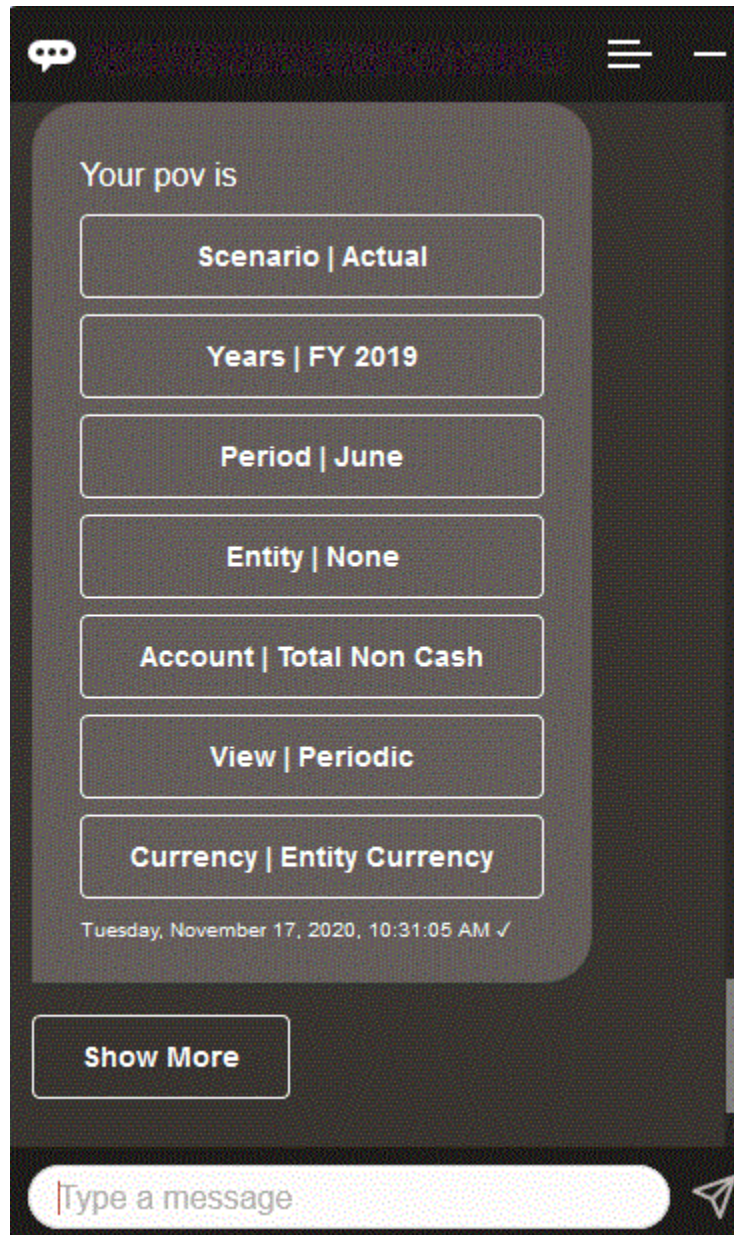 Your pov is
Scenario | Actual
Years | FY 2019
Period | June
Entity | None
Account | Total Non Cash
View | Periodic
Currency | Entity Currency
Tuesday, November 17, 2020, 10:31:05 AM ✓
Show More
Type a message